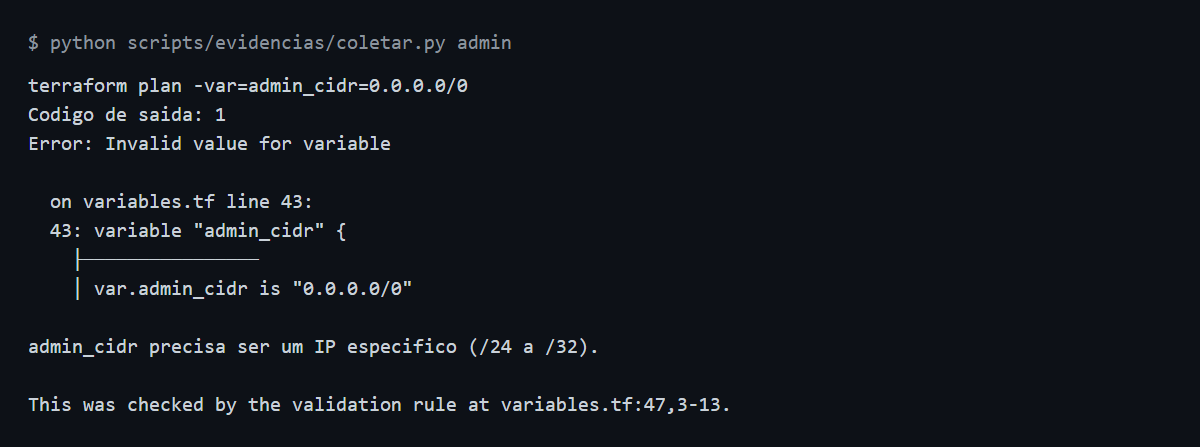 $ python scripts/evidencias/coletar.py admin
terraform plan -var=admin_cidr=0.0.0.0/0
Codigo de saida: 1
Error: Invalid value for variable
on variables.tf line 43:
43: variable "admin_cidr" {
├────────────────
│ var.admin_cidr is "0.0.0.0/0"
admin_cidr precisa ser um IP especifico (/24 a /32).
This was checked by the validation rule at variables.tf:47,3-13.